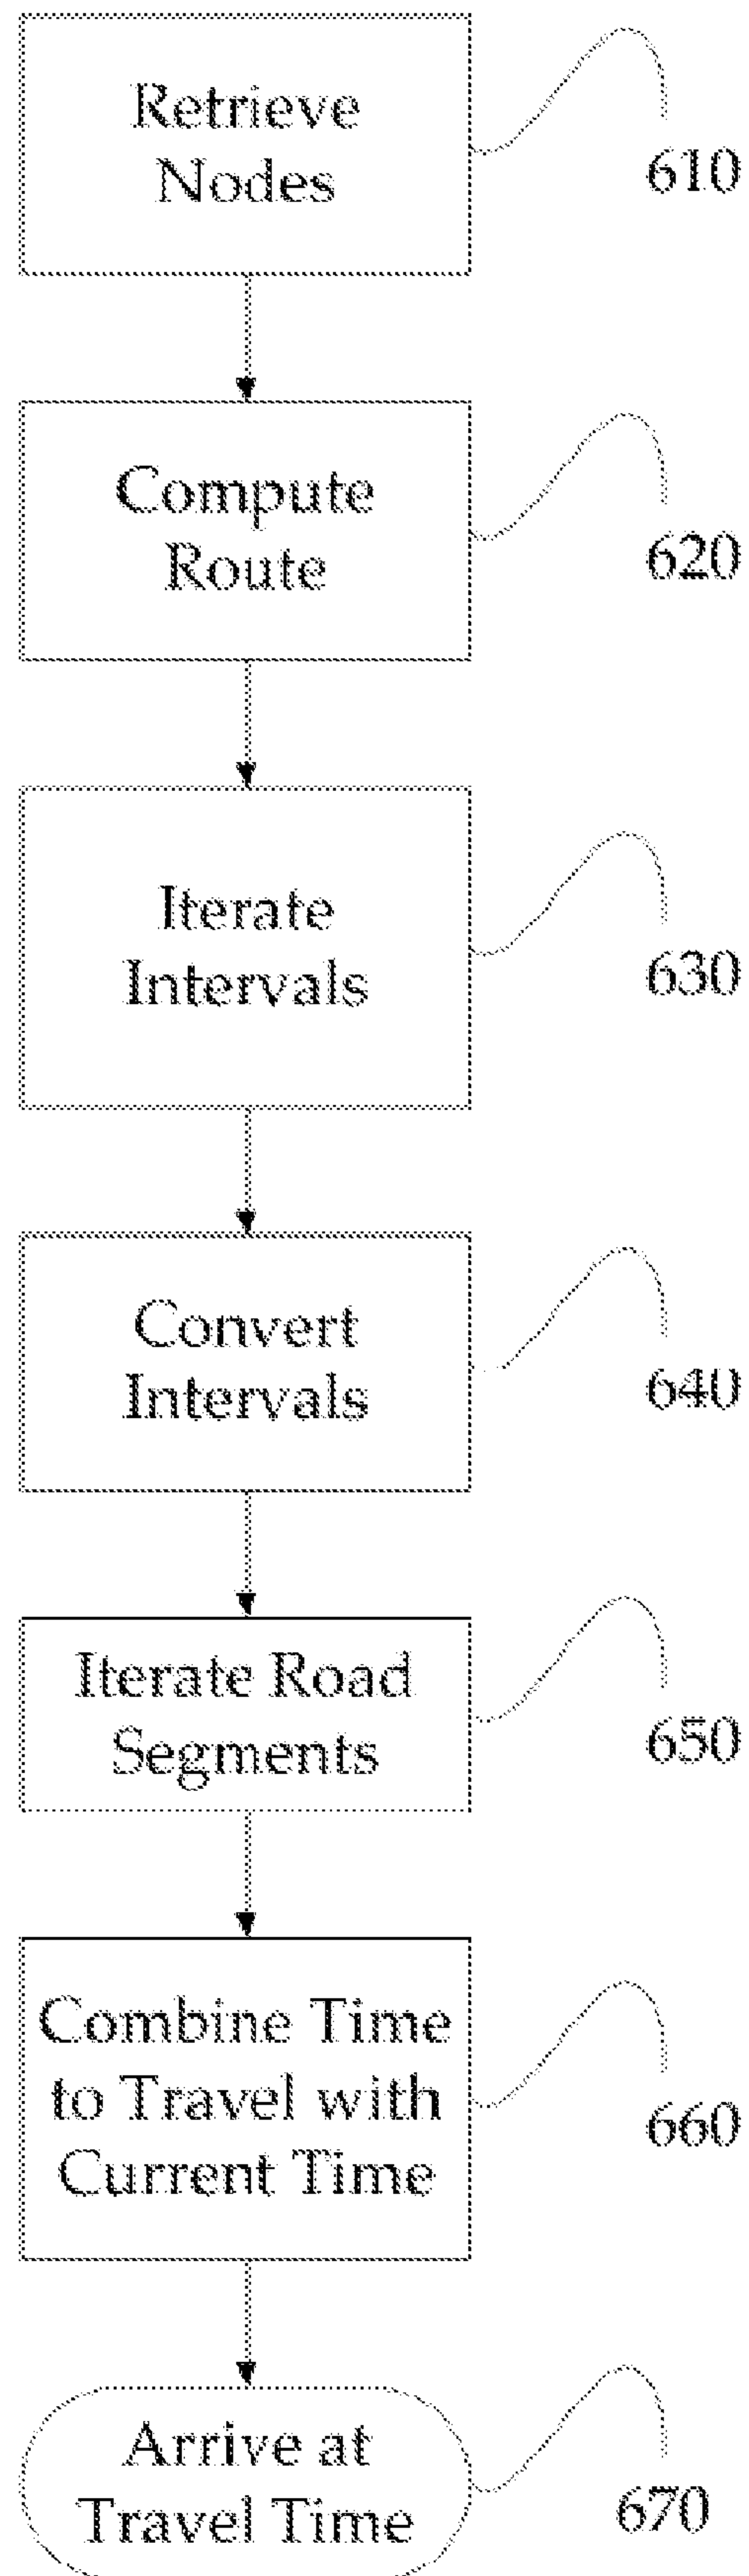 Retrieve
Nodes
610
Compute
Route
620
Iterate
Intervals
630
Convert
Intervals
640
Iterate Road
Segments
650
Combine Time
to Travel with
Current Time
660
Arrive at
Travel Time
670